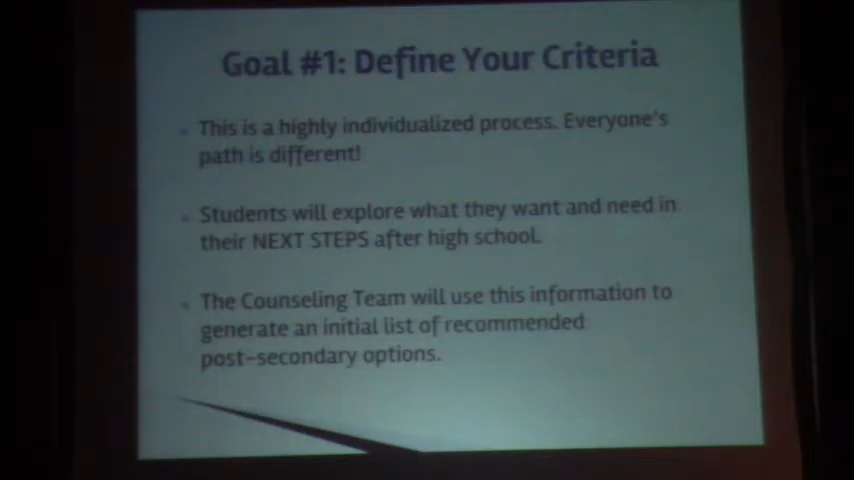 Goal #1: Define Your Criteria
This is a highly individualized process. Everyone's
path is different!
Students will explore what they want and need in
their NEXT STEPS after high school.
The Counseling Team will use this information to
generate an initial list of recommended
post-secondary options.